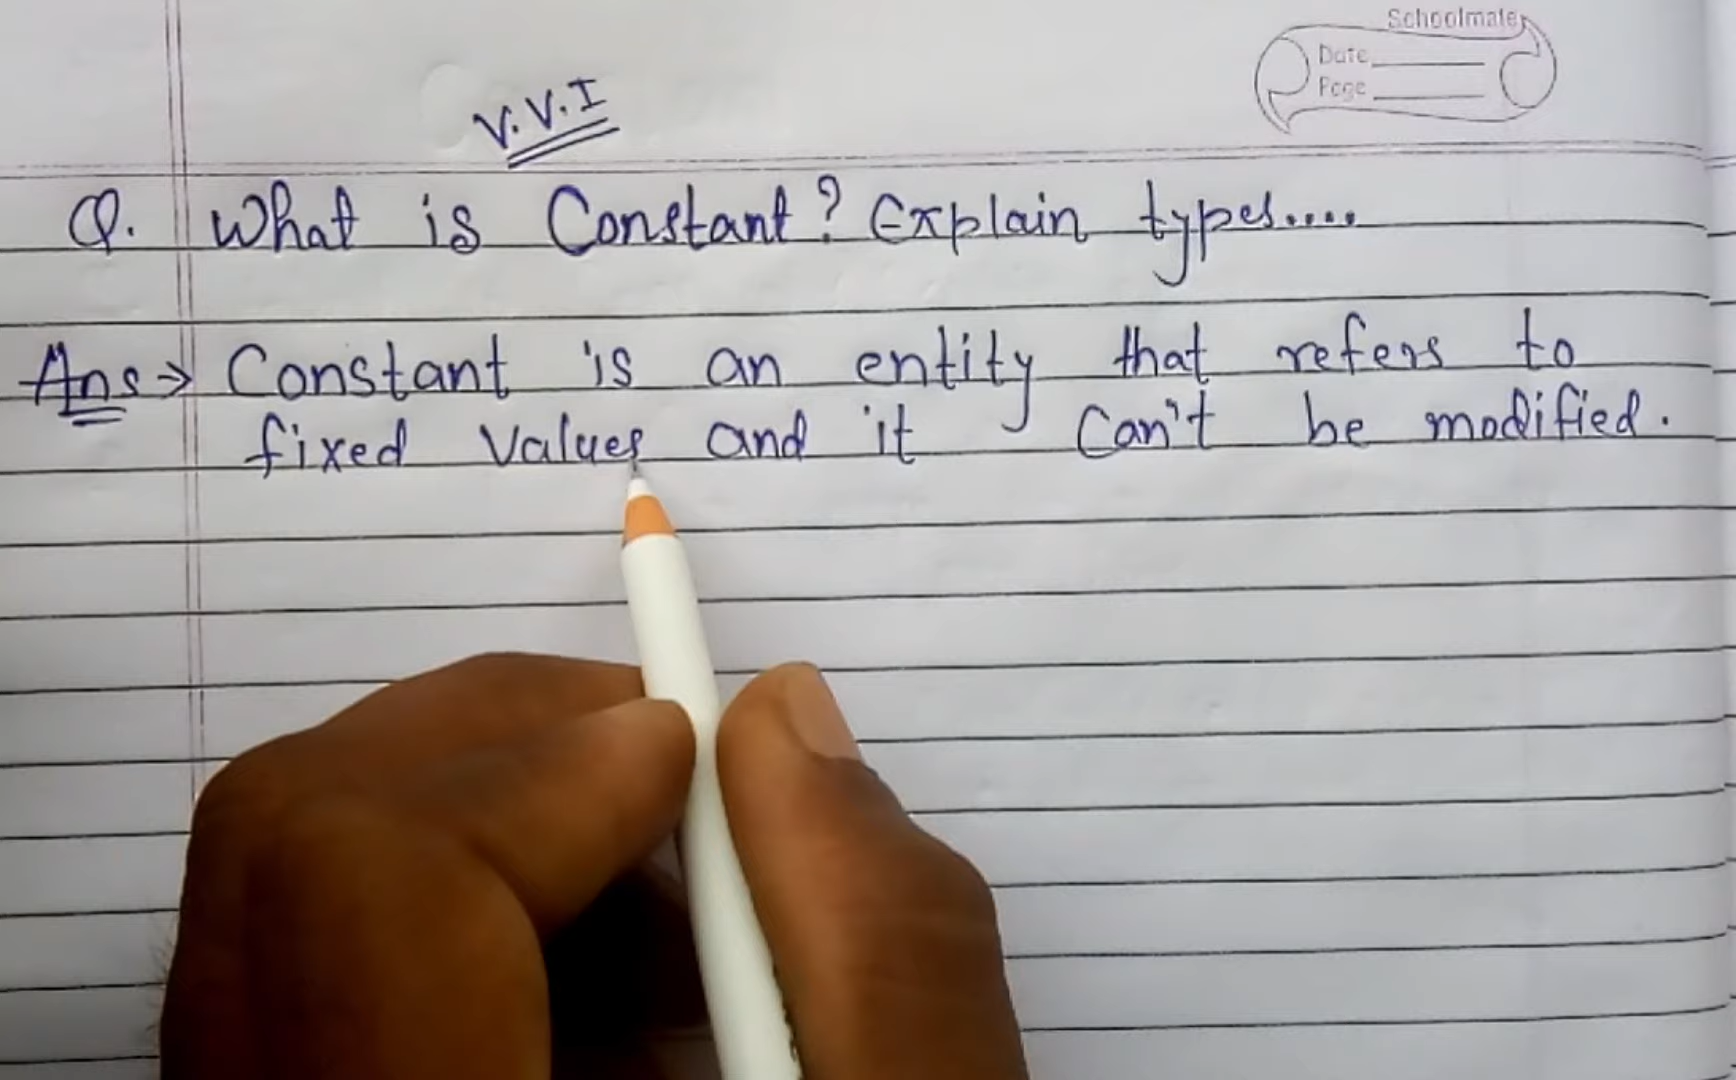 Schoolmate
Date
Page
V.V.I
Q. What is Constant? Explain types....
Ans→ Constant is an entity that refers to
fixed values and it can't be modified.